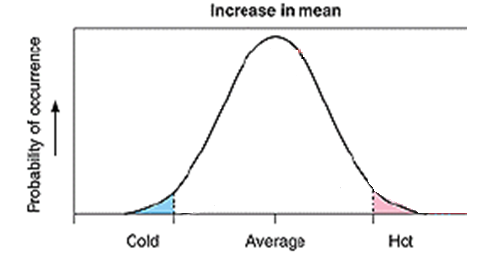 Increase in mean
Probability of occurrence
Cold
Average
Hot